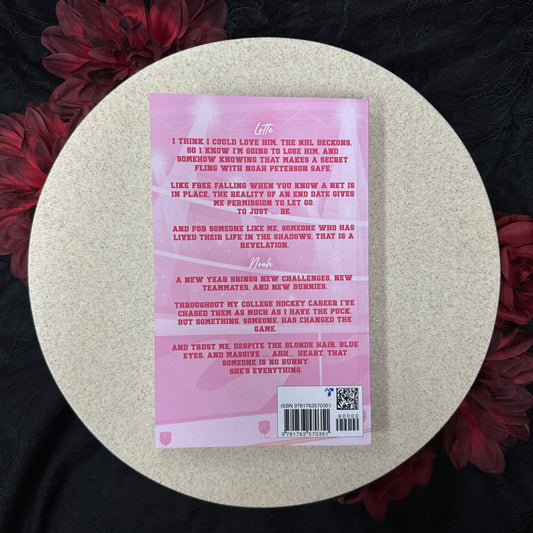 Lotte
I THINK I COULD LOVE HIM. THE NHL BECKONS,
SO I KNOW I'M GOING TO LOSE HIM. AND
SOMEHOW KNOWING THAT MAKES A SECRET
FLING WITH NOAH PETERSON SAFE.
LIKE FREE FALLING WHEN YOU KNOW A NET IS
IN PLACE, THE REALITY OF AN END DATE GIVES
ME PERMISSION TO LET GO.
TO JUST ... BE.
AND FOR SOMEONE LIKE ME, SOMEONE WHO HAS
LIVED THEIR LIFE IN THE SHADOWS, THAT IS A
REVELATION.
Noah
A NEW YEAR BRINGS NEW CHALLENGES, NEW
TEAMMATES, AND NEW BUNNIES.
THROUGHOUT MY COLLEGE HOCKEY CAREER I'VE
CHASED THEM AS MUCH AS I HAVE THE PUCK,
BUT SOMETHING, SOMEONE, HAS CHANGED THE
GAME.
AND TRUST ME, DESPITE THE BLONDE HAIR, BLUE
EYES, AND MASSIVE ... AHH... HEART, THAT
SOMEONE IS NO BUNNY.
SHE'S EVERYTHING.
ISBN 9781763570351
90000
9 781763 570351